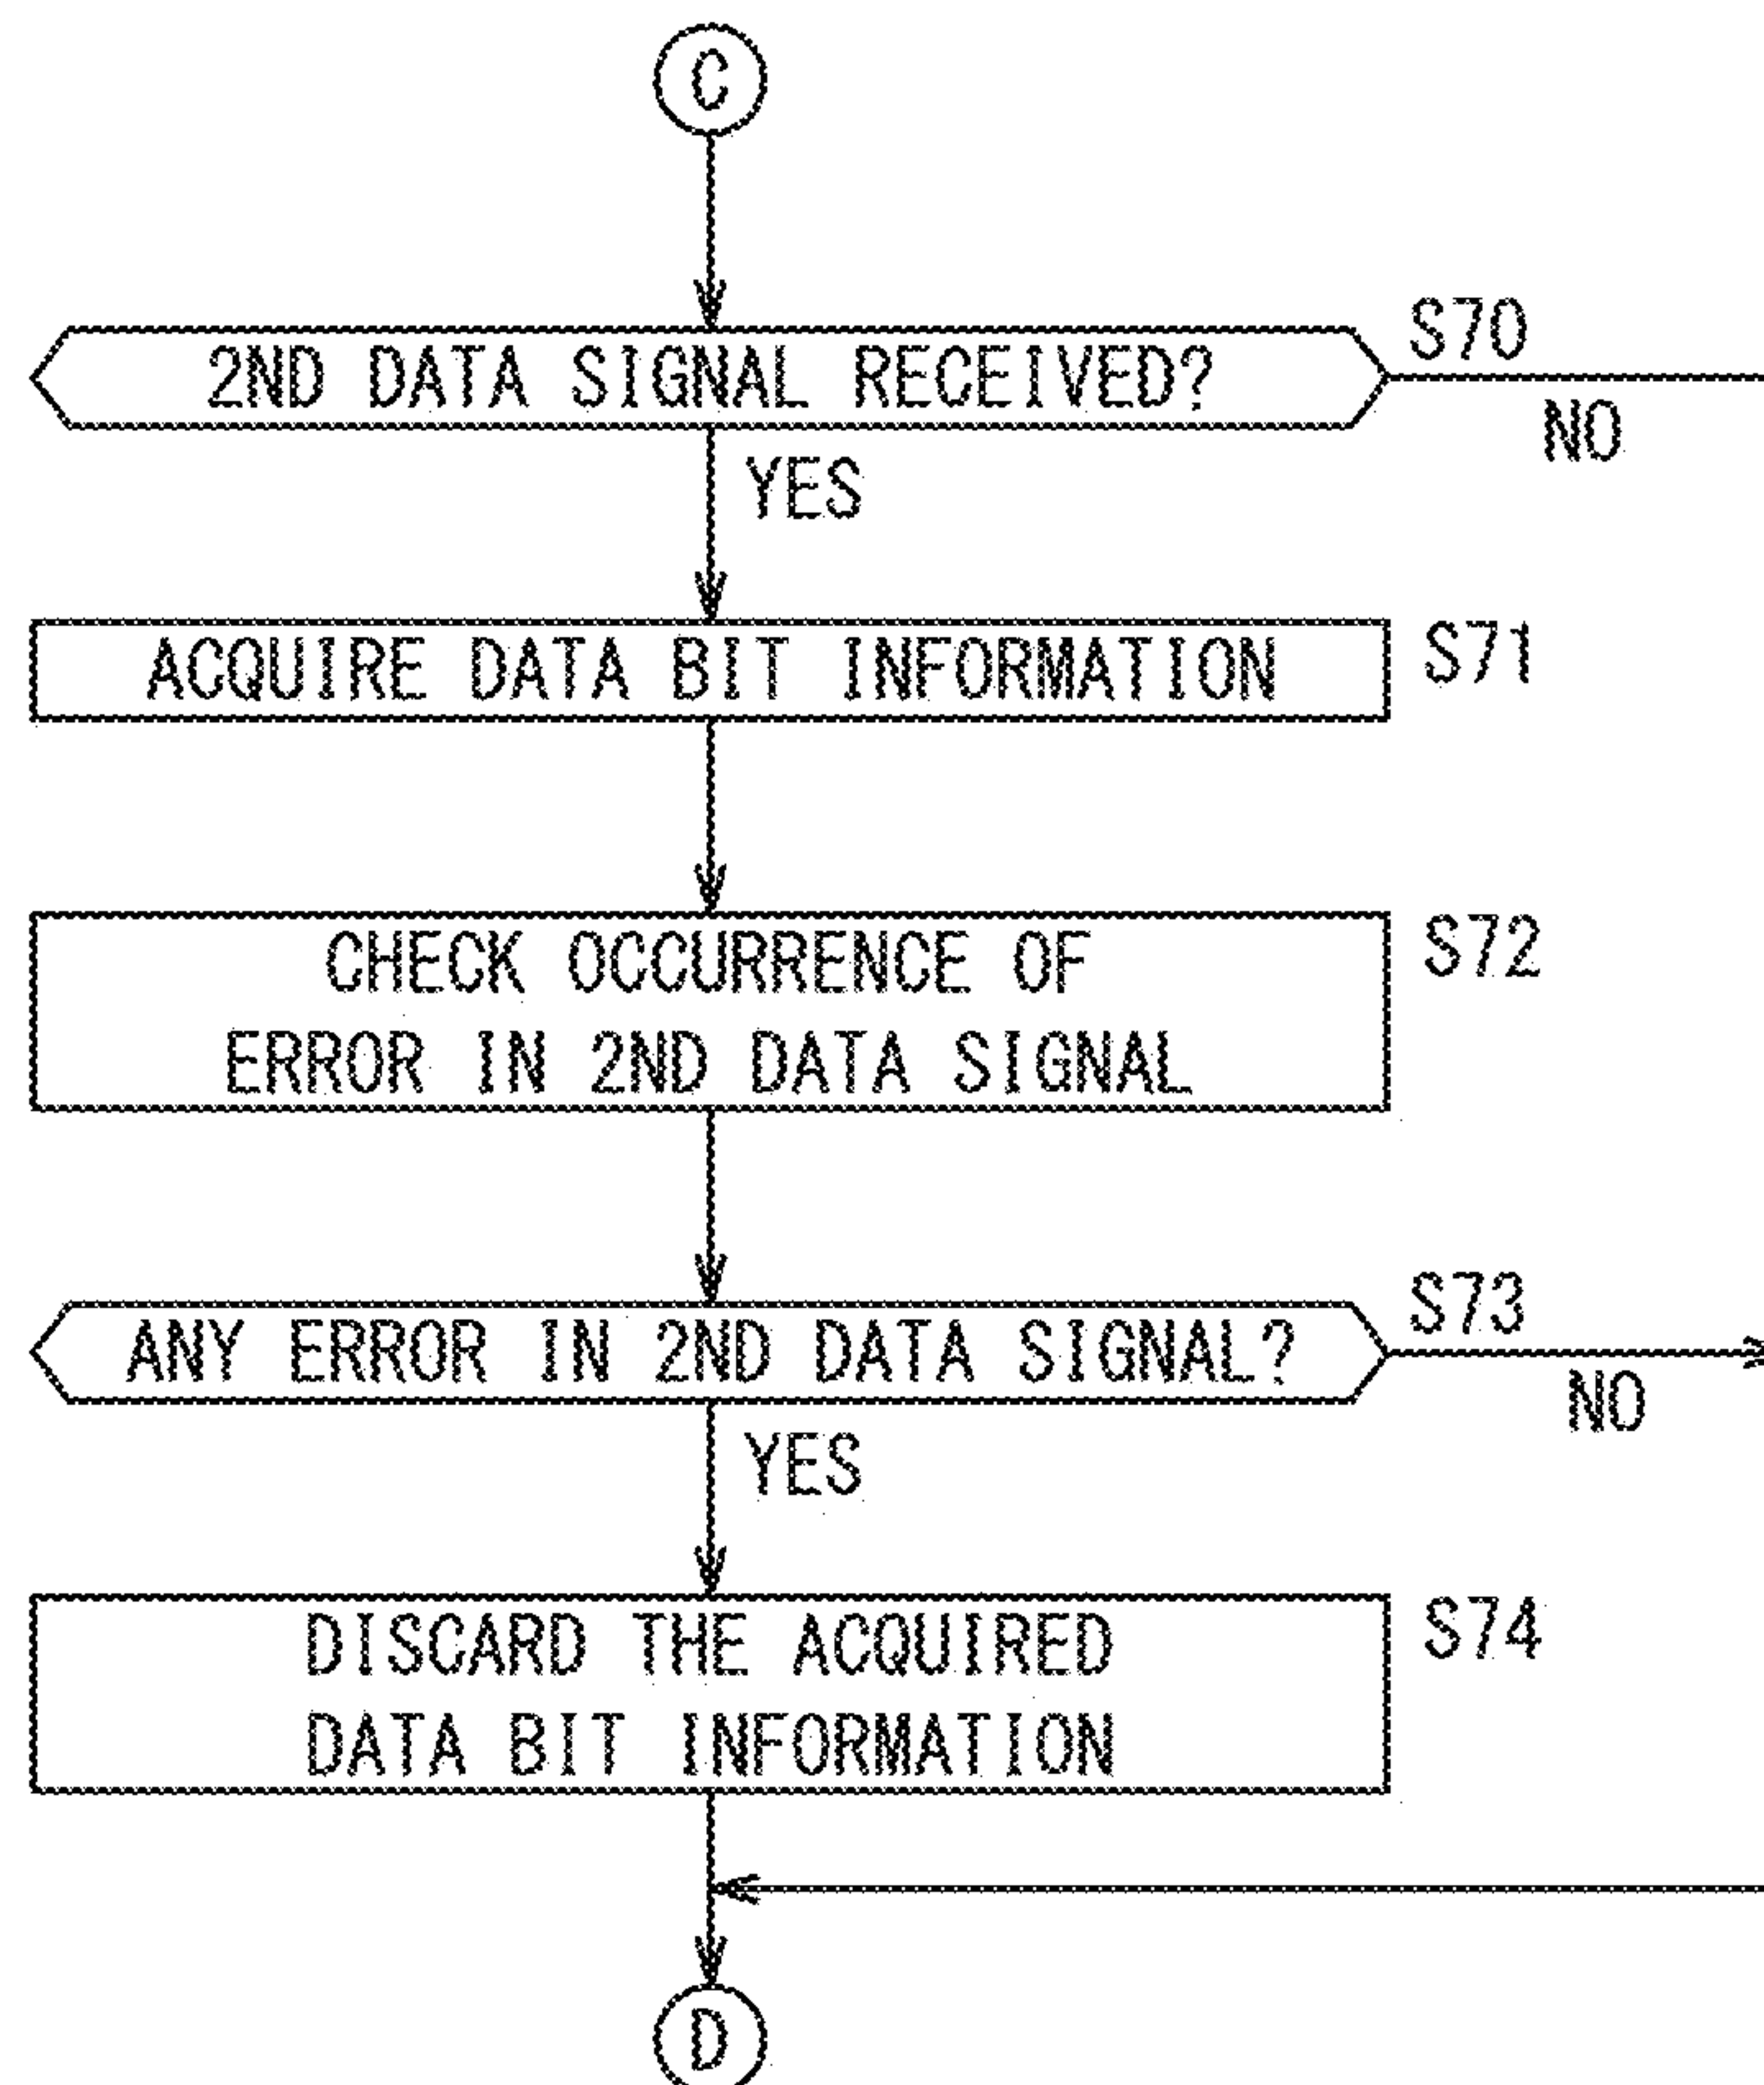 C
2ND DATA SIGNAL RECEIVED?
S70
NO
YES
ACQUIRE DATA BIT INFORMATION
S71
CHECK OCCURRENCE OF
ERROR IN 2ND DATA SIGNAL
S72
ANY ERROR IN 2ND DATA SIGNAL?
S73
NO
YES
DISCARD THE ACQUIRED
DATA BIT INFORMATION
S74
D